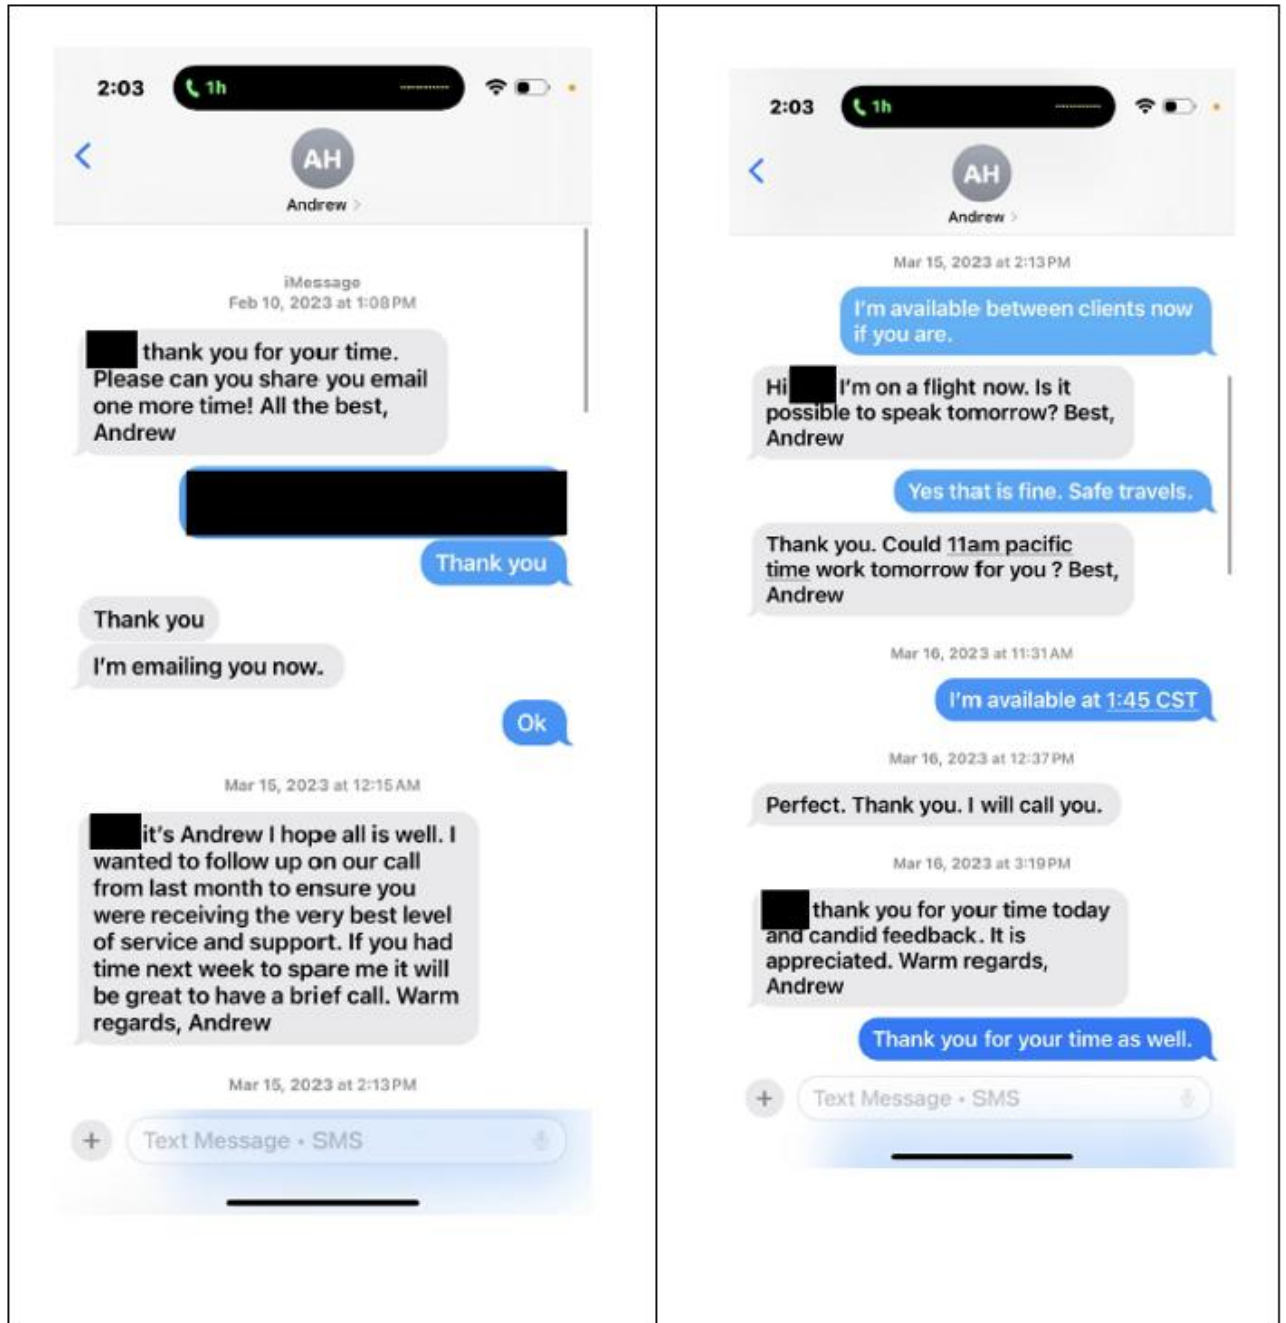 2:03
1h
AH
Andrew >
iMessage
Feb 10, 2023 at 1:08 PM
thank you for your time.
Please can you share you email
one more time! All the best,
Andrew
Thank you
Thank you
I'm emailing you now.
Ok
Mar 15, 2023 at 12:15 AM
it's Andrew I hope all is well. I
wanted to follow up on our call
from last month to ensure you
were receiving the very best level
of service and support. If you had
time next week to spare me it will
be great to have a brief call. Warm
regards, Andrew
Mar 15, 2023 at 2:13 PM
+
Text Message • SMS
2:03
1h
AH
Andrew >
Mar 15, 2023 at 2:13 PM
I'm available between clients now
if you are.
Hi I'm on a flight now. Is it
possible to speak tomorrow? Best,
Andrew
Yes that is fine. Safe travels.
Thank you. Could 11am pacific
time work tomorrow for you ? Best,
Andrew
Mar 16, 2023 at 11:31 AM
I'm available at 1:45 CST
Mar 16, 2023 at 12:37 PM
Perfect. Thank you. I will call you.
Mar 16, 2023 at 3:19 PM
thank you for your time today
and candid feedback. It is
appreciated. Warm regards,
Andrew
Thank you for your time as well.
+
Text Message • SMS